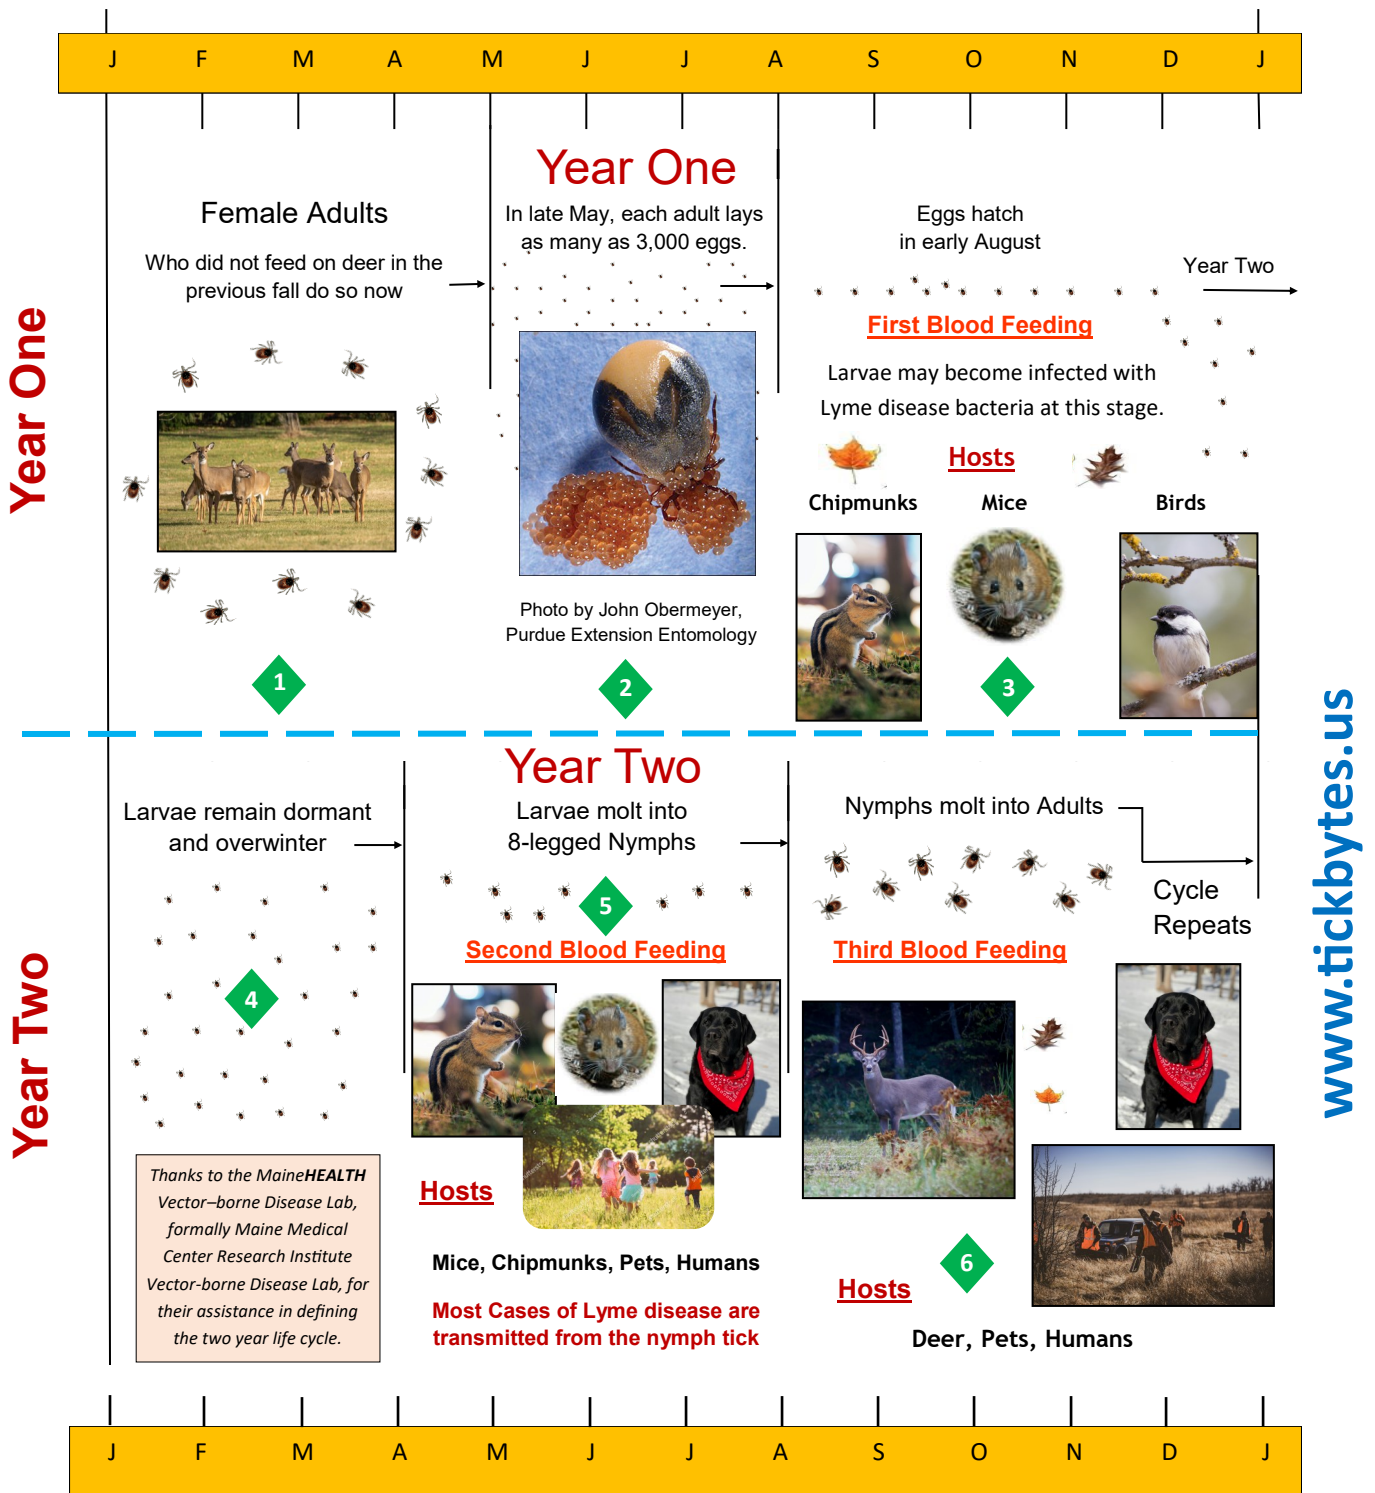 J F M A M J J A S O N D J
Year One
Year One
Female Adults
Who did not feed on deer in the
previous fall do so now
In late May, each adult lays
as many as 3,000 eggs.
Eggs hatch
in early August
Year Two
First Blood Feeding
Larvae may become infected with
Lyme disease bacteria at this stage.
Hosts
Chipmunks Mice Birds
Photo by John Obermeyer,
Purdue Extension Entomology
1
2
3
www.tickbytes.us
Year Two
Year Two
Larvae remain dormant
and overwinter
Larvae molt into
8-legged Nymphs
Nymphs molt into Adults
Cycle
Repeats
4
5
Second Blood Feeding
Third Blood Feeding
Thanks to the MaineHEALTH
Vector–borne Disease Lab,
formally Maine Medical
Center Research Institute
Vector-borne Disease Lab, for
their assistance in defining
the two year life cycle.
Hosts
Mice, Chipmunks, Pets, Humans
Most Cases of Lyme disease are
transmitted from the nymph tick
6
Hosts
Deer, Pets, Humans
J F M A M J J A S O N D J